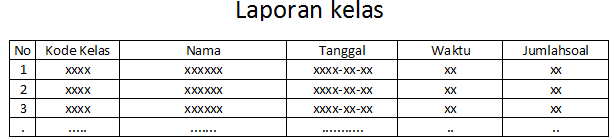 Laporan kelas
No Kode Kelas Nama Tanggal Waktu Jumlahsoal
1 xxxx xxxxxx xxxx-xx-xx xx xx
2 xxxx xxxxxx xxxx-xx-xx xx xx
3 xxxx xxxxxx xxxx-xx-xx xx xx
. ..... ....... ........... .. ..